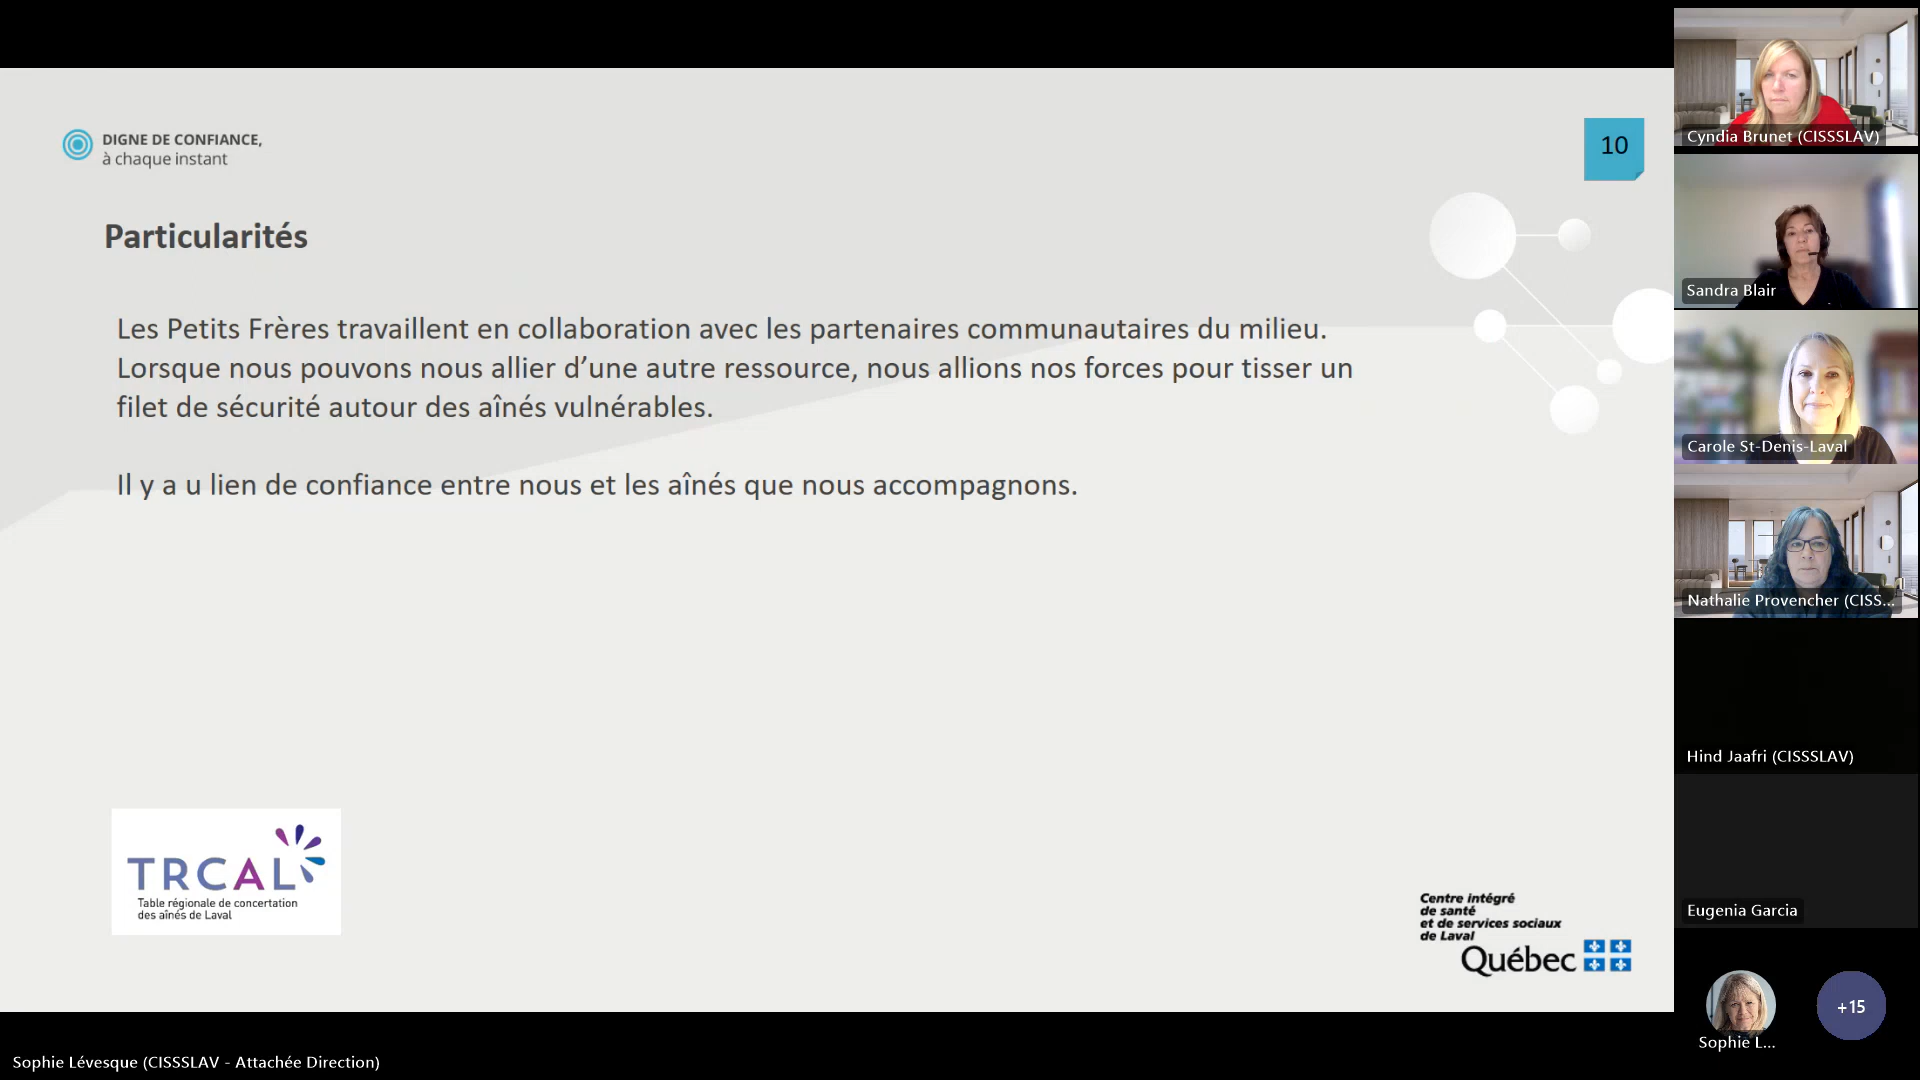 DIGNE DE CONFIANCE,
à chaque instant
10
Particularités
Les Petits Frères travaillent en collaboration avec les partenaires communautaires du milieu.
Lorsque nous pouvons nous allier d’une autre ressource, nous allions nos forces pour tisser un
filet de sécurité autour des aînés vulnérables.
Il y a u lien de confiance entre nous et les aînés que nous accompagnons.
TRCAL
Table régionale de concertation
des aînés de Laval
Centre intégré
de santé
et de services sociaux
de Laval
Québec
Cyndia Brunet (CISSSLAV)
Sandra Blair
Carole St-Denis-Laval
Nathalie Provencher (CISS...
Hind Jaafri (CISSSLAV)
Eugenia Garcia
Sophie L...
+15
Sophie Lévesque (CISSSLAV - Attachée Direction)